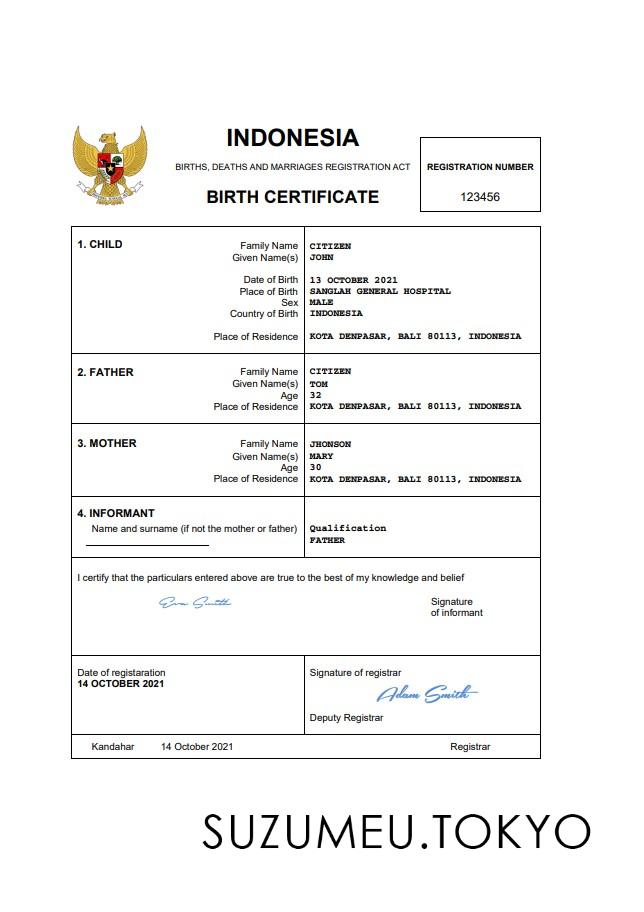 INDONESIA
BIRTHS, DEATHS AND MARRIAGES REGISTRATION ACT
BIRTH CERTIFICATE
REGISTRATION NUMBER
123456
1. CHILD
Family Name CITIZEN
Given Name(s) JOHN
Date of Birth 13 OCTOBER 2021
Place of Birth SANGLAH GENERAL HOSPITAL
Sex MALE
Country of Birth INDONESIA
Place of Residence KOTA DENPASAR, BALI 80113, INDONESIA
2. FATHER
Family Name CITIZEN
Given Name(s) TOM
Age 32
Place of Residence KOTA DENPASAR, BALI 80113, INDONESIA
3. MOTHER
Family Name JHONSON
Given Name(s) MARY
Age 30
Place of Residence KOTA DENPASAR, BALI 80113, INDONESIA
4. INFORMANT
Name and surname (if not the mother or father) Qualification
FATHER
I certify that the particulars entered above are true to the best of my knowledge and belief
Eva Smith
Signature
of informant
Date of registaration
14 OCTOBER 2021
Signature of registrar
Adam Smith
Deputy Registrar
Kandahar 14 October 2021 Registrar
SUZUMEU.TOKYO